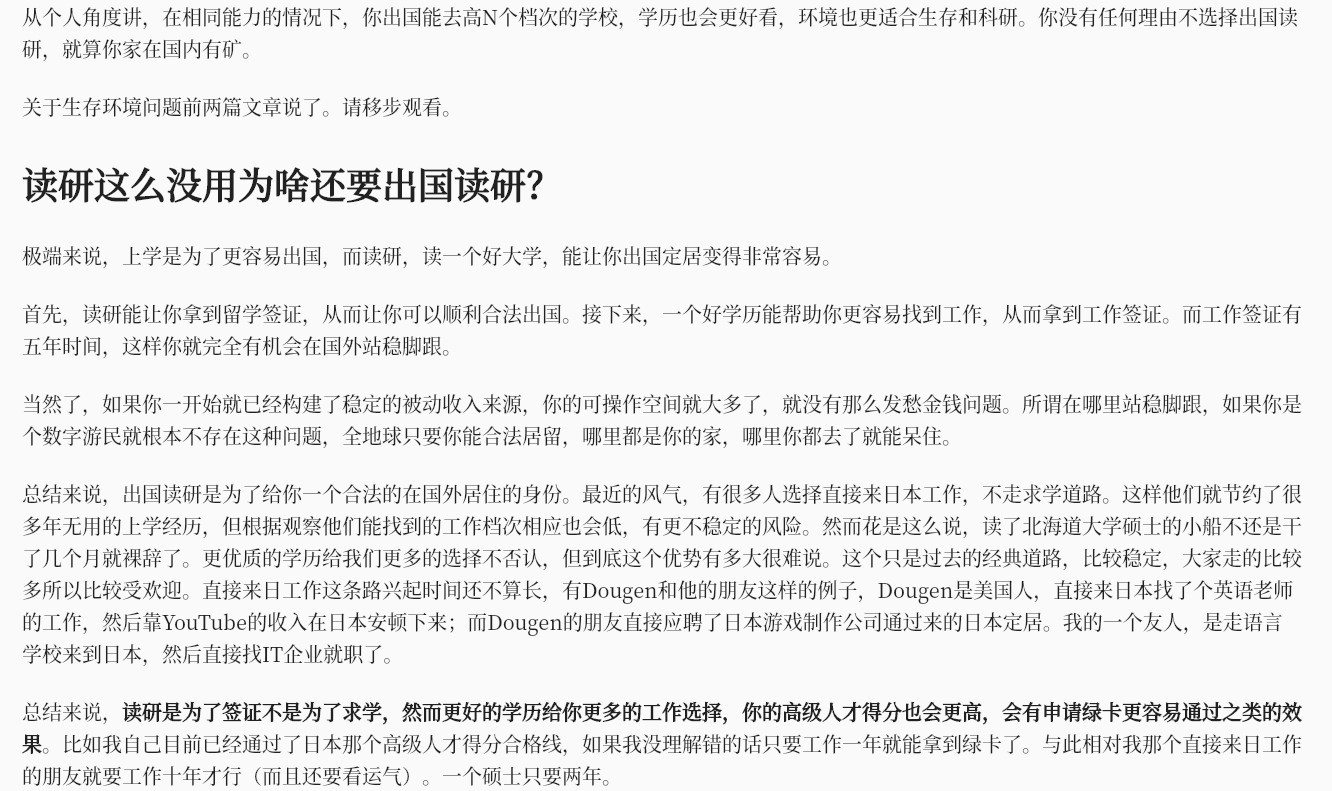 从个人角度讲，在相同能力的情况下，你出国能去高N个档次的学校，学历也会更好看，环境也更适合生存和科研。你没有任何理由不选择出国读
研，就算你家在国内有矿。
关于生存环境问题前两篇文章说了。请移步观看。
读研这么没用为啥还要出国读研？
极端来说，上学是为了更容易出国，而读研，读一个好大学，能让你出国定居变得非常容易。
首先，读研能让你拿到留学签证，从而让你可以顺利合法出国。接下来，一个好学历能帮助你更容易找到工作，从而拿到工作签证。而工作签证有
五年时间，这样你就完全有机会在国外站稳脚跟。
当然了，如果你一开始就已经构建了稳定的被动收入来源，你的可操作空间就大多了，就没有那么发愁金钱问题。所谓在哪里站稳脚跟，如果你是
个数字游民就根本不存在这种问题，全地球只要你能合法居留，哪里都是你的家，哪里你都去了就能呆住。
总结来说，出国读研是为了给你一个合法的在国外居住的身份。最近的风气，有很多人选择直接来日本工作，不走求学道路。这样他们就节约了很
多年无用的上学经历，但根据观察他们能找到的工作档次相应也会低，有更不稳定的风险。然而花是这么说，读了北海道大学硕士的小船不还是干
了几个月就裸辞了。更优质的学历给我们更多的选择不否认，但到底这个优势有多大很难说。这个只是过去的经典道路，比较稳定，大家走的比较
多所以比较受欢迎。直接来日工作这条路兴起时间还不算长，有Dougen和他的朋友这样的例子，Dougen是美国人，直接来日本找了个英语老师
的工作，然后靠YouTube的收入在日本安顿下来；而Dougen的朋友直接应聘了日本游戏制作公司通过来的日本定居。我的一个友人，是走语言
学校来到日本，然后直接找IT企业就职了。
总结来说，读研是为了签证不是为了求学，然而更好的学历给你更多的工作选择，你的高级人才得分也会更高，会有申请绿卡更容易通过之类的效
果。比如我自己目前已经通过了日本那个高级人才得分合格线，如果我没理解错的话只要工作一年就能拿到绿卡了。与此相对我那个直接来日工作
的朋友就要工作十年才行（而且还要看运气）。一个硕士只要两年。